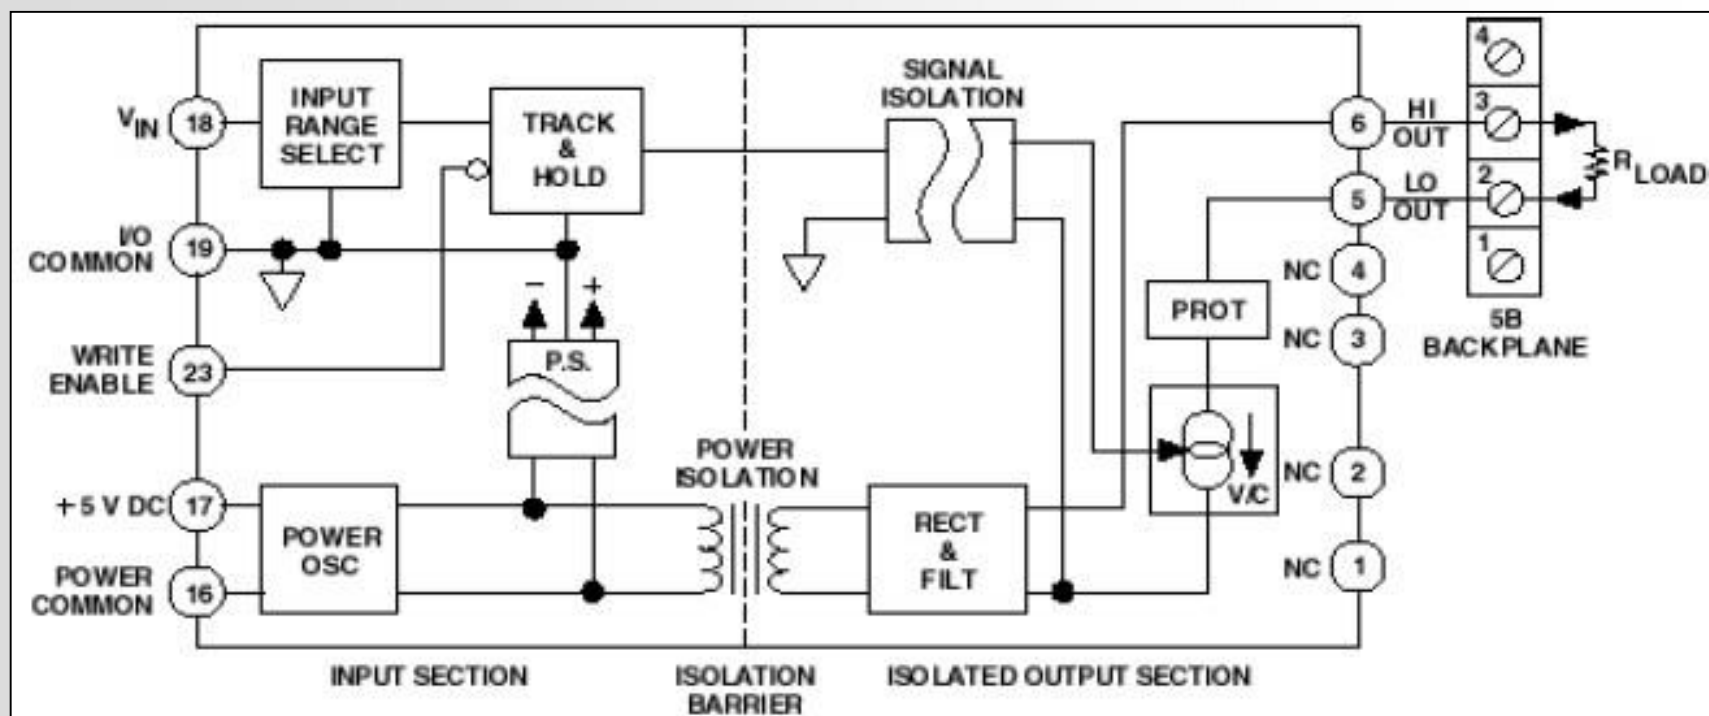 V IN
18
INPUT
RANGE
SELECT
TRACK
&
HOLD
SIGNAL
ISOLATION
6
HI
OUT
5
LO
OUT
4
3
2
1
R LOAD
5B
BACKPLANE
I/O
COMMON
19
- +
P.S.
WRITE
ENABLE
23
NC 4
NC 3
NC 2
NC 1
PROT
V/C
+5 V DC
17
POWER
COMMON
16
POWER
OSC
POWER
ISOLATION
RECT
&
FILT
INPUT SECTION
ISOLATION
BARRIER
ISOLATED OUTPUT SECTION